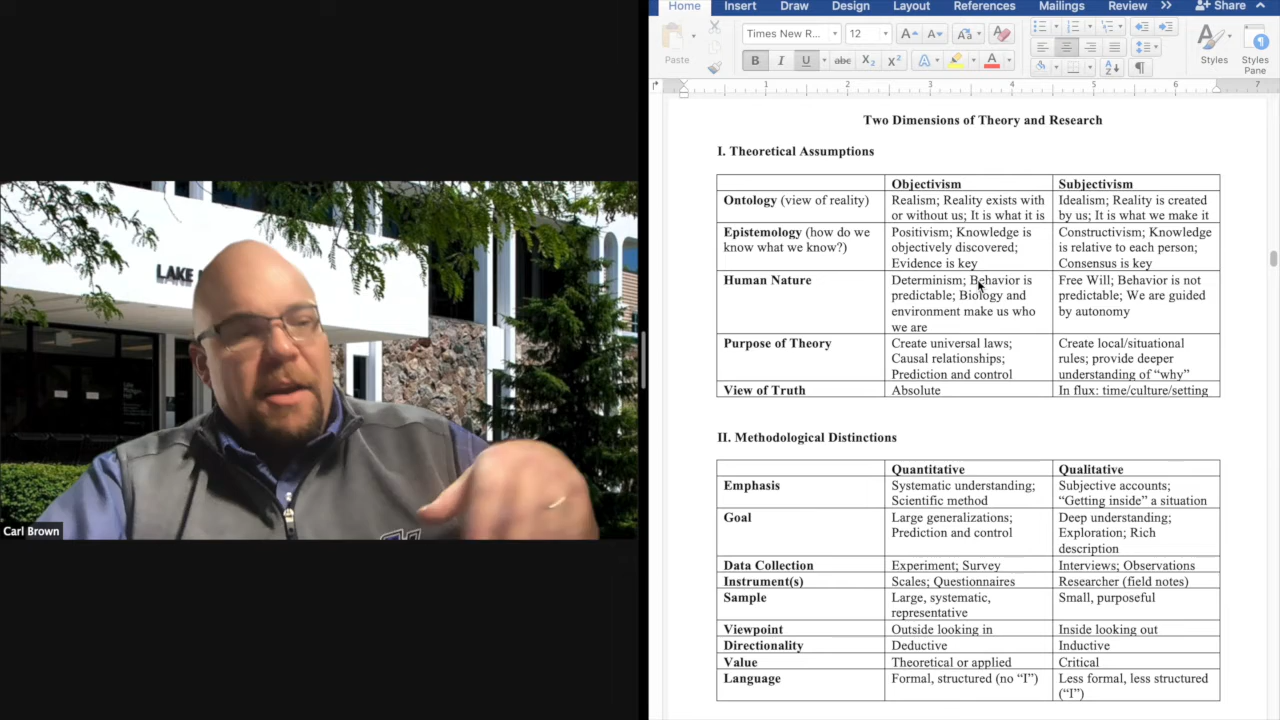 LAKE
Carl Brown
Home Insert Draw Design Layout References Mailings Review Share
Times New R... 12
Paste
B I U abc X2 X2
Styles
Styles Pane
1 2 3 4 5 6 7
Two Dimensions of Theory and Research
I. Theoretical Assumptions
Objectivism Subjectivism
Ontology (view of reality) Realism; Reality exists with or without us; It is what it is Idealism; Reality is created by us; It is what we make it
Epistemology (how do we know what we know?) Positivism; Knowledge is objectively discovered; Evidence is key Constructivism; Knowledge is relative to each person; Consensus is key
Human Nature Determinism; Behavior is predictable; Biology and environment make us who we are Free Will; Behavior is not predictable; We are guided by autonomy
Purpose of Theory Create universal laws; Causal relationships; Prediction and control Create local/situational rules; provide deeper understanding of “why”
View of Truth Absolute In flux: time/culture/setting
II. Methodological Distinctions
Quantitative Qualitative
Emphasis Systematic understanding; Scientific method Subjective accounts; “Getting inside” a situation
Goal Large generalizations; Prediction and control Deep understanding; Exploration; Rich description
Data Collection Experiment; Survey Interviews; Observations
Instrument(s) Scales; Questionnaires Researcher (field notes)
Sample Large, systematic, representative Small, purposeful
Viewpoint Outside looking in Inside looking out
Directionality Deductive Inductive
Value Theoretical or applied Critical
Language Formal, structured (no “I”) Less formal, less structured (“I”)